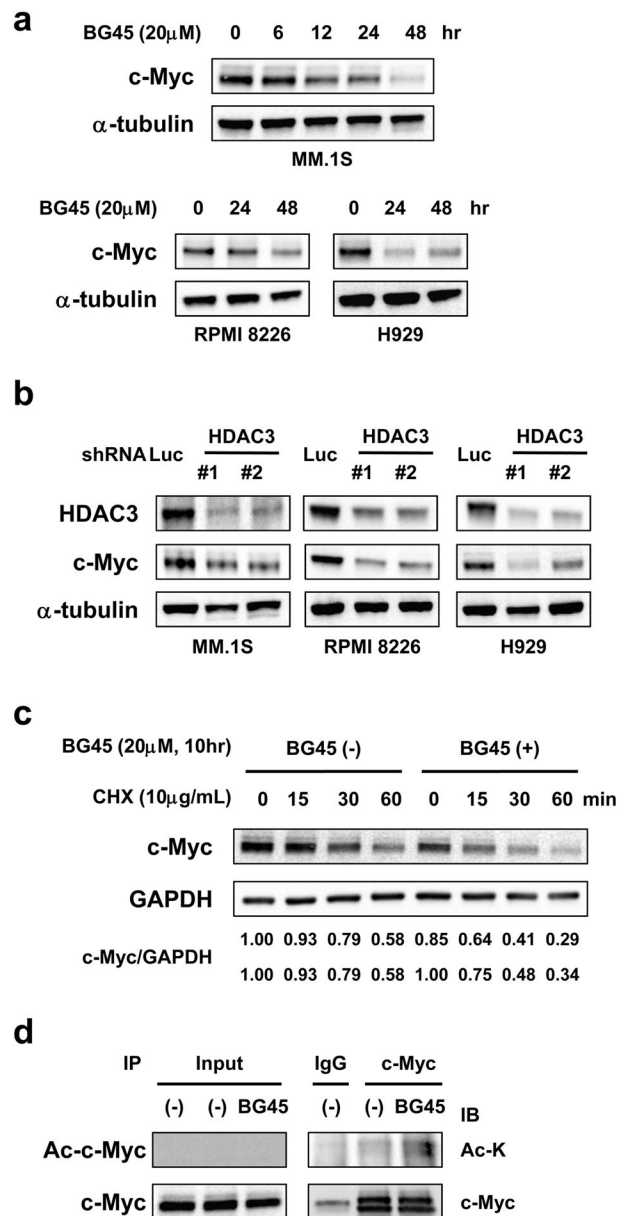 a
BG45 (20μM) 0 6 12 24 48 hr
c-Myc
α-tubulin
MM.1S
BG45 (20μM) 0 24 48 0 24 48 hr
c-Myc
α-tubulin
RPMI 8226 H929
b
HDAC3 HDAC3 HDAC3
shRNA Luc Luc Luc
#1 #2 #1 #2 #1 #2
HDAC3
c-Myc
α-tubulin
MM.1S RPMI 8226 H929
c
BG45 (20μM, 10hr) BG45 (-) BG45 (+)
CHX (10μg/mL) 0 15 30 60 0 15 30 60 min
c-Myc
GAPDH
1.00 0.93 0.79 0.58 0.85 0.64 0.41 0.29
c-Myc/GAPDH
1.00 0.93 0.79 0.58 1.00 0.75 0.48 0.34
d
IP Input IgG c-Myc
(-) (-) BG45 (-) (-) BG45 IB
Ac-c-Myc Ac-K
c-Myc c-Myc